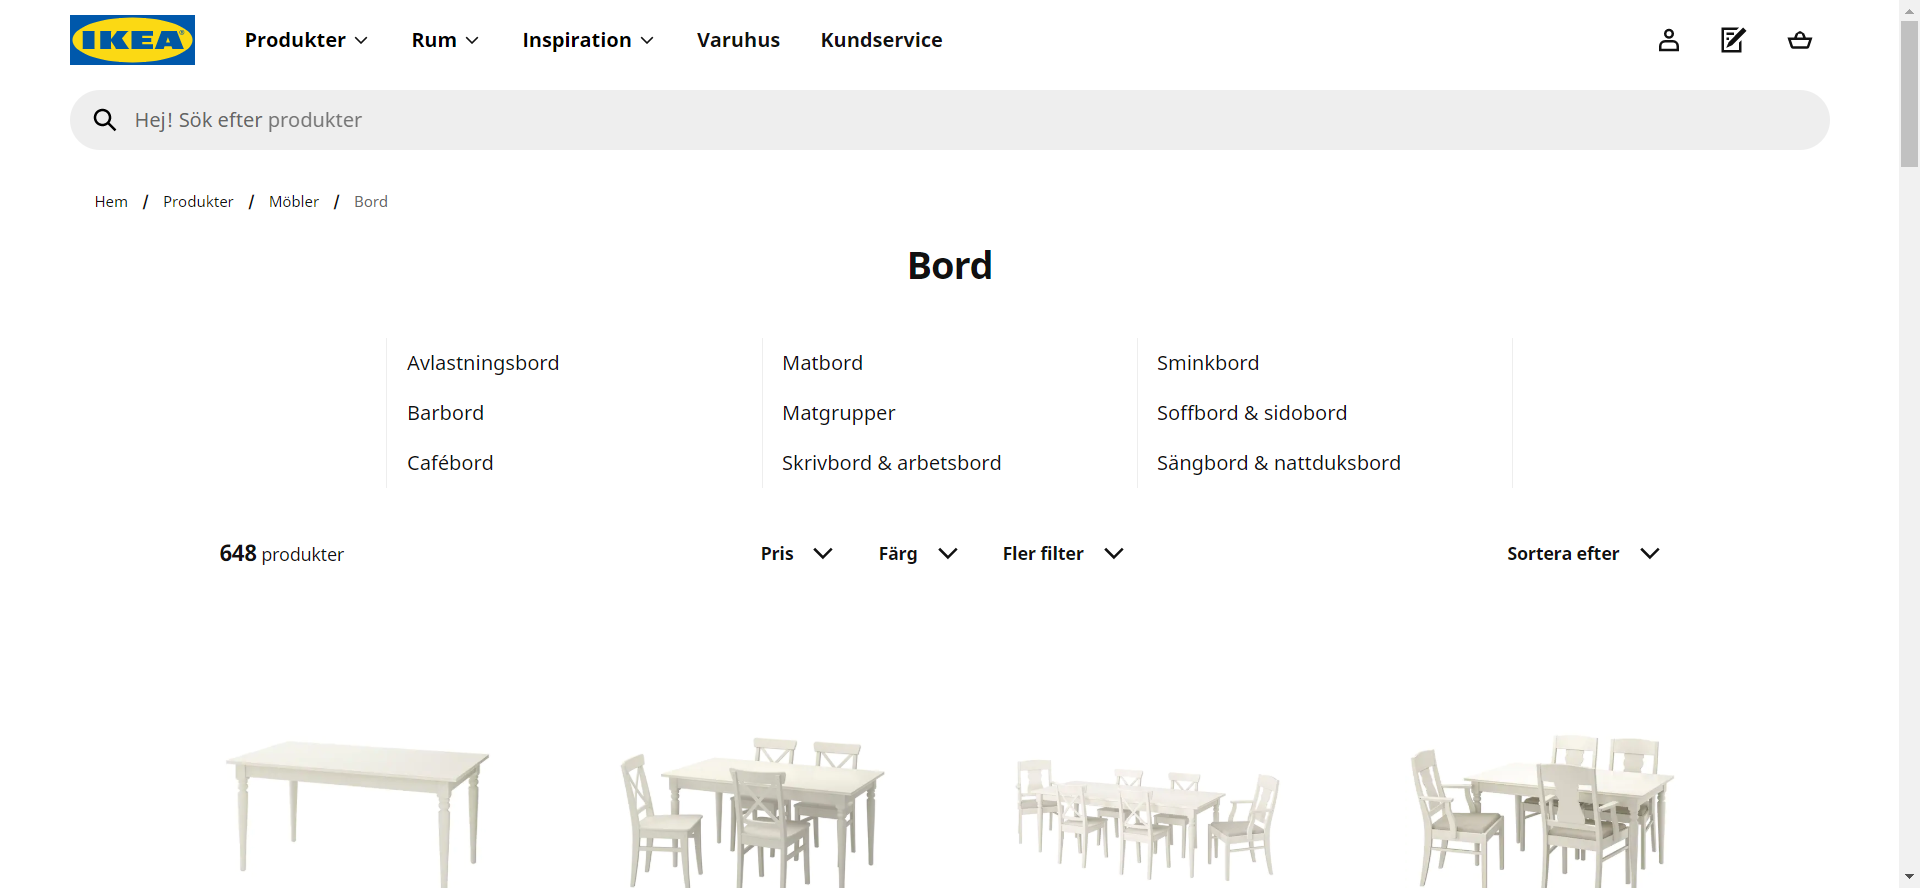 IKEA
Produkter
Rum
Inspiration
Varuhus
Kundservice
Hej! Sök efter produkter
Hem / Produkter / Möbler / Bord
Bord
Avlastningsbord
Barbord
Cafébord
Matbord
Matgrupper
Skrivbord & arbetsbord
Sminkbord
Soffbord & sidobord
Sängbord & nattduksbord
648 produkter
Pris
Färg
Fler filter
Sortera efter